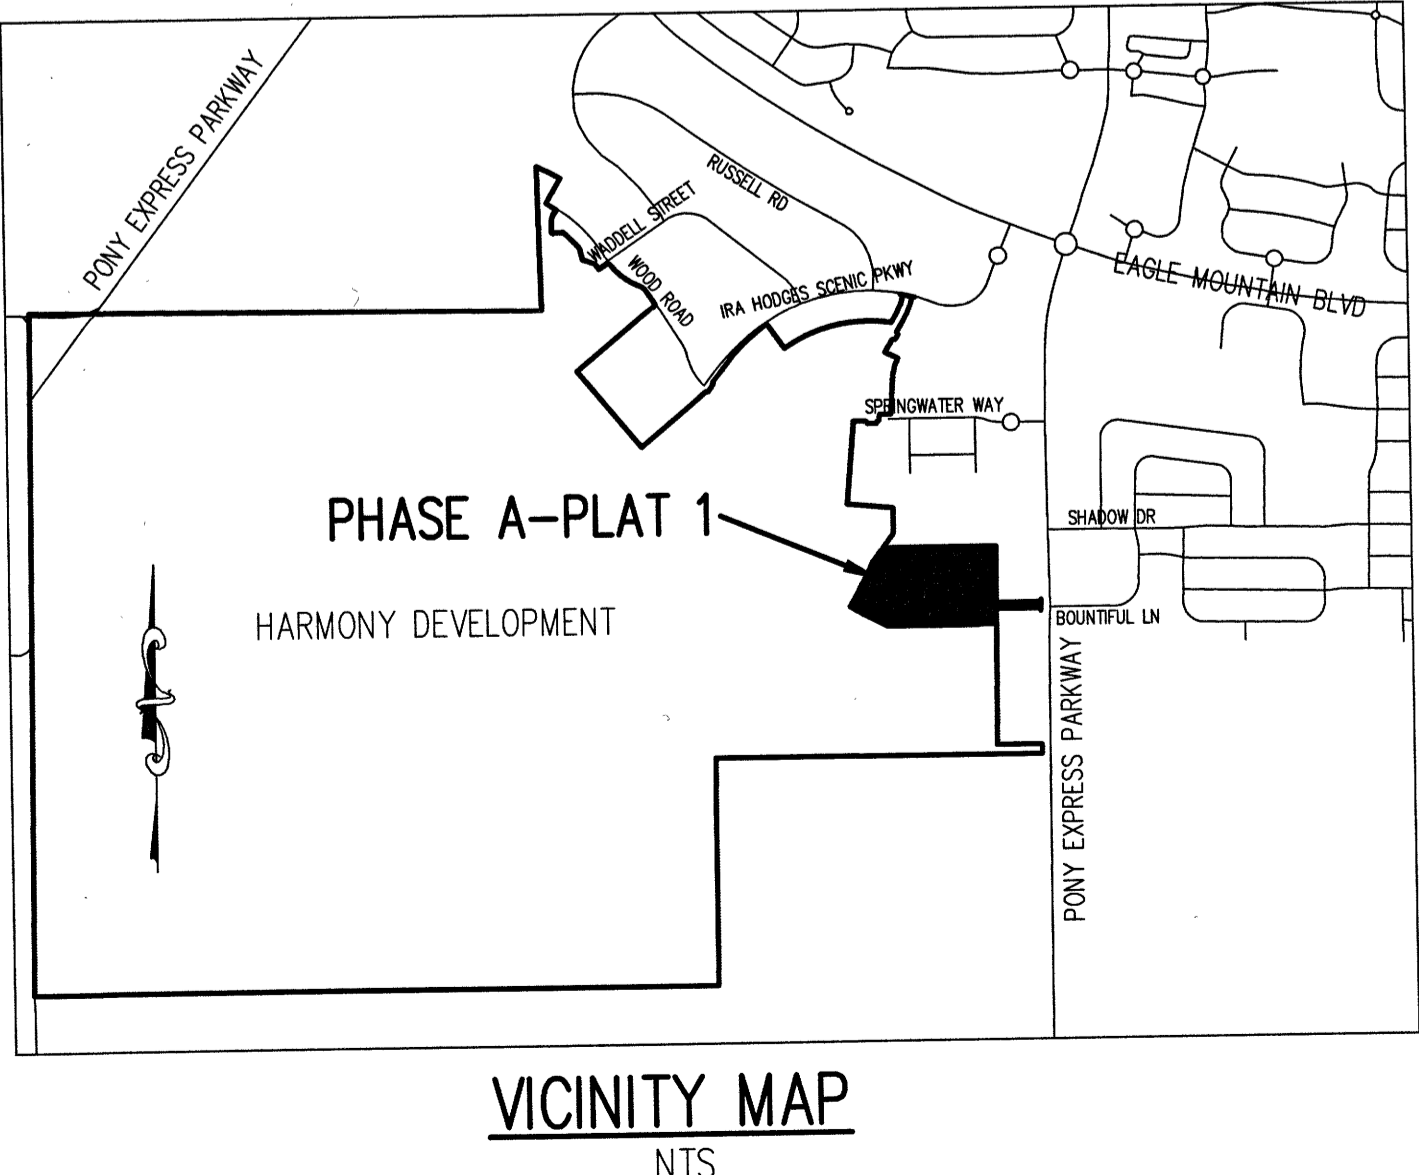 PONY EXPRESS PARKWAY
RUSSELL RD
WADDELL STREET
WOOD ROAD
IRA HODGES SCENIC PKWY
EAGLE MOUNTAIN BLVD
SPRINGWATER WAY
PHASE A-PLAT 1
SHADOW DR
HARMONY DEVELOPMENT
BOUNTIFUL LN
PONY EXPRESS PARKWAY
VICINITY MAP
NTS